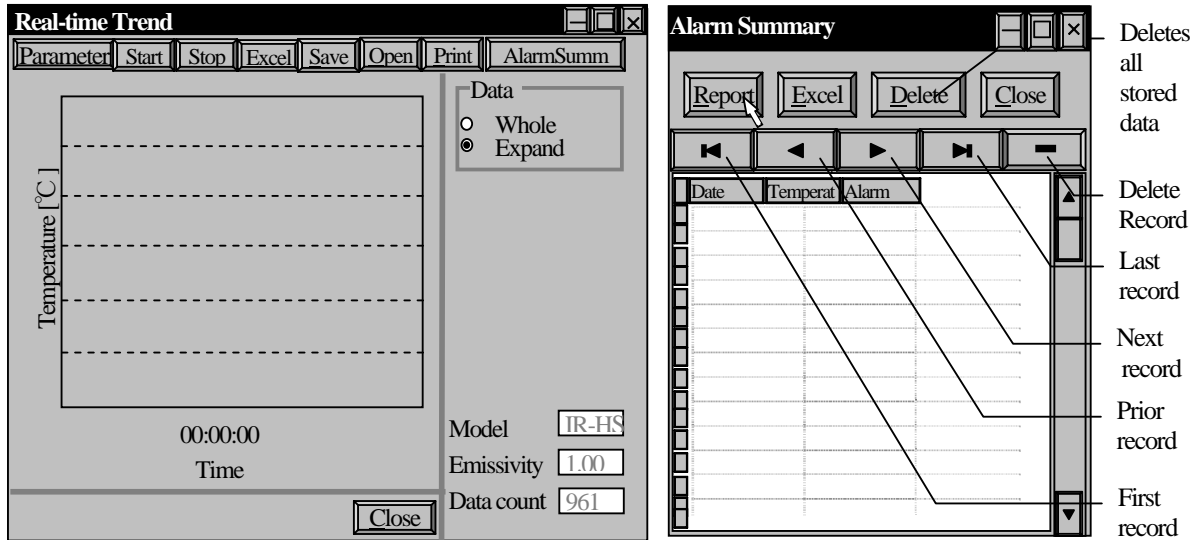 Real-time Trend
Parameter Start Stop Excel Save Open Print AlarmSumm
Data
Whole
Expand
Temperature [℃]
00:00:00
Time
Model IR-HS
Emissivity 1.00
Data count 961
Close
Alarm Summary
Report Excel Delete Close
Date Temperat Alarm
Deletes
all
stored
data
Delete
Record
Last
record
Next
record
Prior
record
First
record